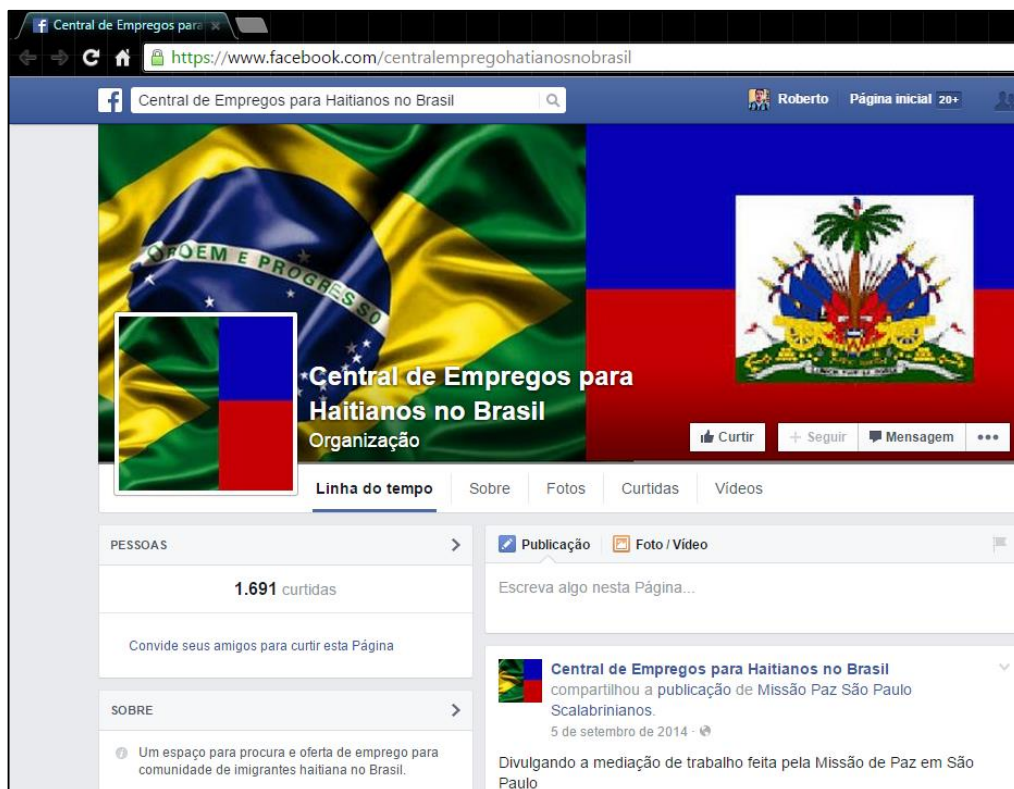 Central de Empregos para
https://www.facebook.com/centralempregohatianosnobrasil
Central de Empregos para Haitianos no Brasil
Roberto Página inicial 20+
ORDEM E PROGRESSO
Central de Empregos para
Haitianos no Brasil
Organização
Curtir + Seguir Mensagem
Linha do tempo Sobre Fotos Curtidas Vídeos
PESSOAS
1.691 curtidas
Convide seus amigos para curtir esta Página
SOBRE
Um espaço para procura e oferta de emprego para
comunidade de imigrantes haitiana no Brasil.
Publicação Foto / Vídeo
Escreva algo nesta Página...
Central de Empregos para Haitianos no Brasil
compartilhou a publicação de Missão Paz São Paulo
Scalabrinianos.
5 de setembro de 2014 ·
Divulgando a mediação de trabalho feita pela Missão de Paz em São
Paulo